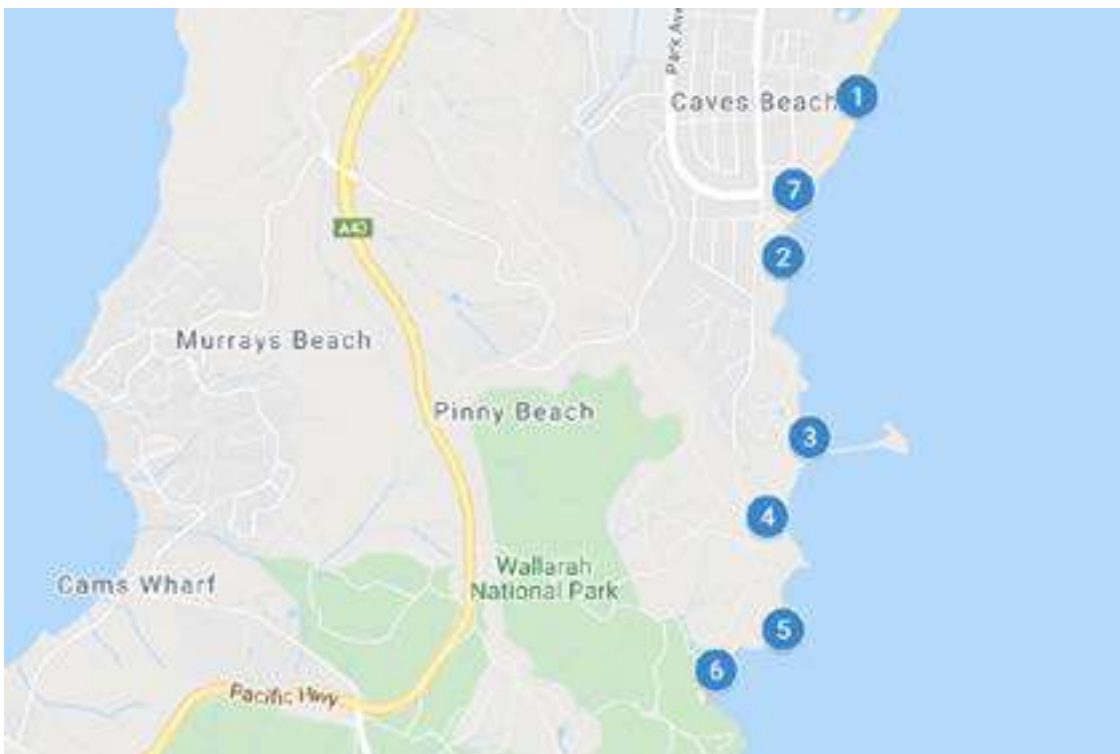 Park Ave
Caves Beach
1
7
2
A43
Murrays Beach
Pinny Beach
3
4
Wallarah
National Park
Cams Wharf
5
6
Pacific Hwy